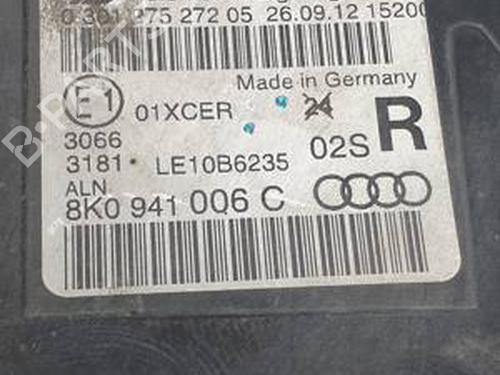 0 301 275 272 05 26.09.12 1520
Made in Germany
E1 01XCER 24
3066
3181 LE10B6235 02S R
ALN
8K0 941 006 C